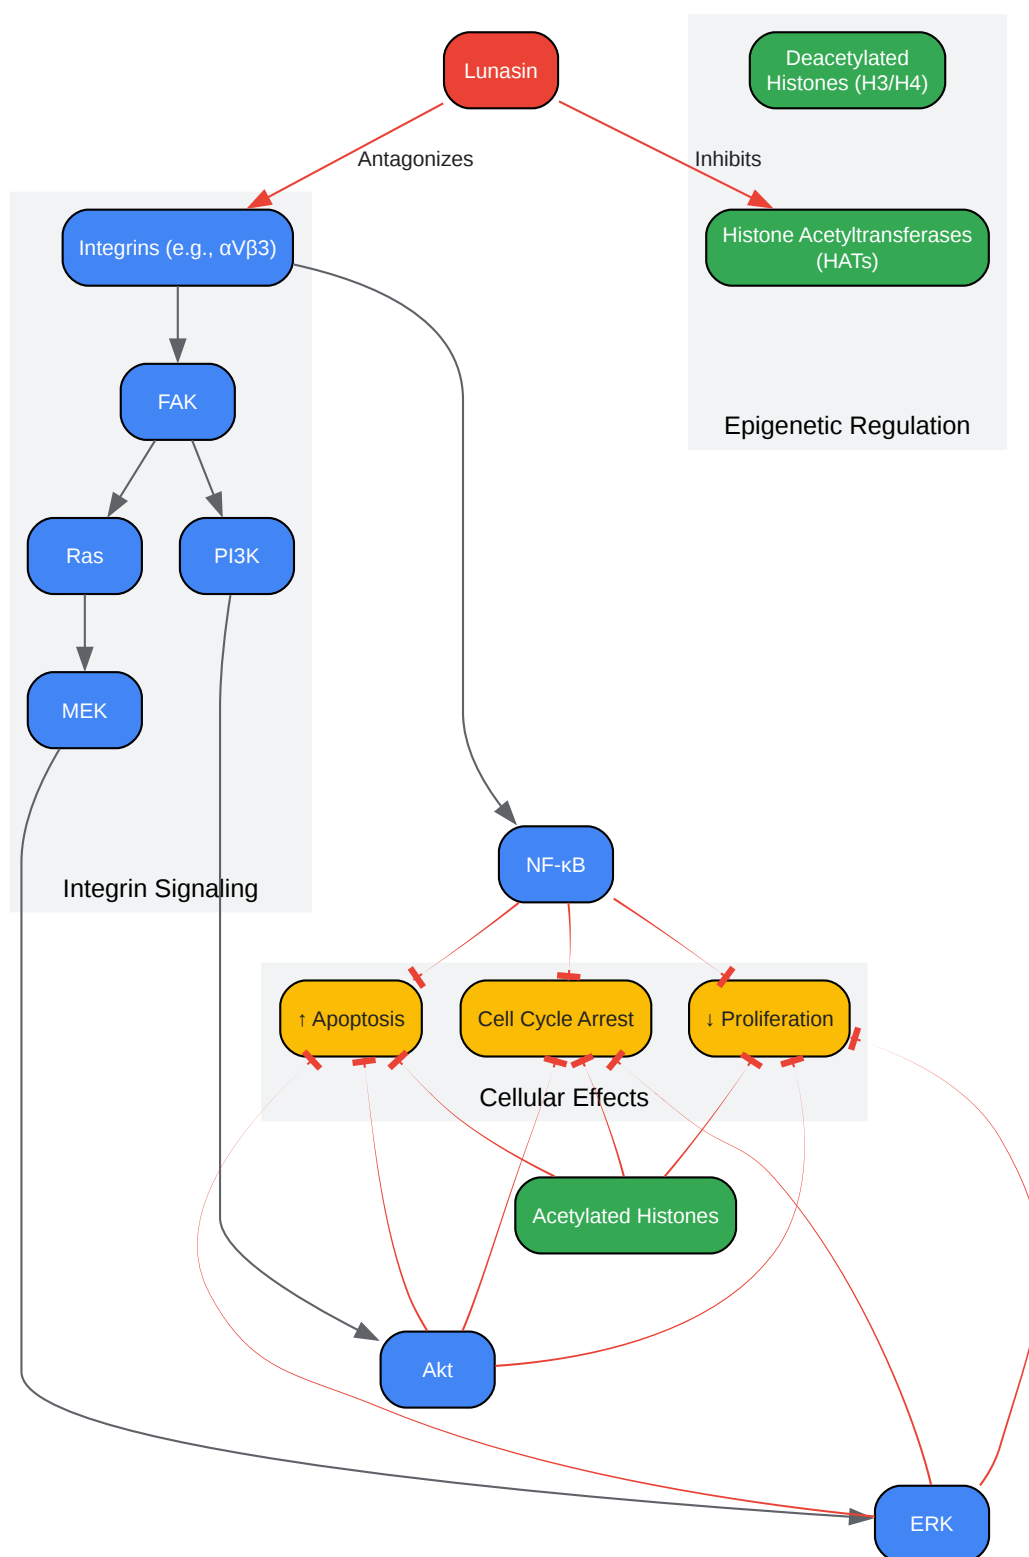 Lunasin
Deacetylated
Histones (H3/H4)
Antagonizes
Inhibits
Integrins (e.g., αVβ3)
Histone Acetyltransferases
(HATs)
FAK
Epigenetic Regulation
Ras
PI3K
MEK
NF-κB
Integrin Signaling
↑ Apoptosis
Cell Cycle Arrest
↓ Proliferation
Cellular Effects
Acetylated Histones
Akt
ERK